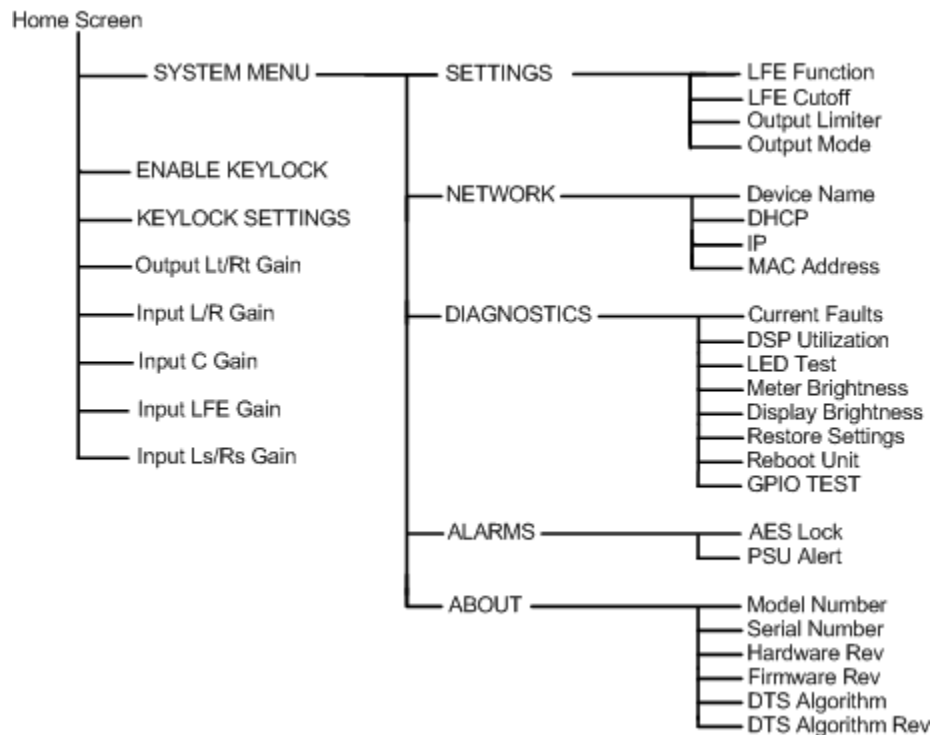 Home Screen
SYSTEM MENU
ENABLE KEYLOCK
KEYLOCK SETTINGS
Output Lt/Rt Gain
Input L/R Gain
Input C Gain
Input LFE Gain
Input Ls/Rs Gain
SETTINGS
LFE Function
LFE Cutoff
Output Limiter
Output Mode
NETWORK
Device Name
DHCP
IP
MAC Address
DIAGNOSTICS
Current Faults
DSP Utilization
LED Test
Meter Brightness
Display Brightness
Restore Settings
Reboot Unit
GPIO TEST
ALARMS
AES Lock
PSU Alert
ABOUT
Model Number
Serial Number
Hardware Rev
Firmware Rev
DTS Algorithm
DTS Algorithm Rev